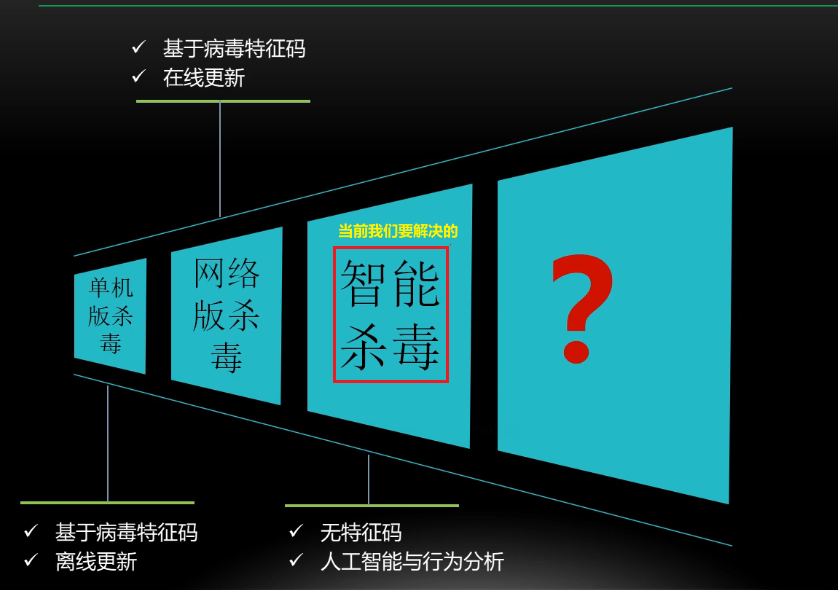 基于病毒特征码
在线更新
当前我们要解决的
单机
版杀
毒
网络
版杀
毒
智能
杀毒
?
基于病毒特征码
离线更新
无特征码
人工智能与行为分析